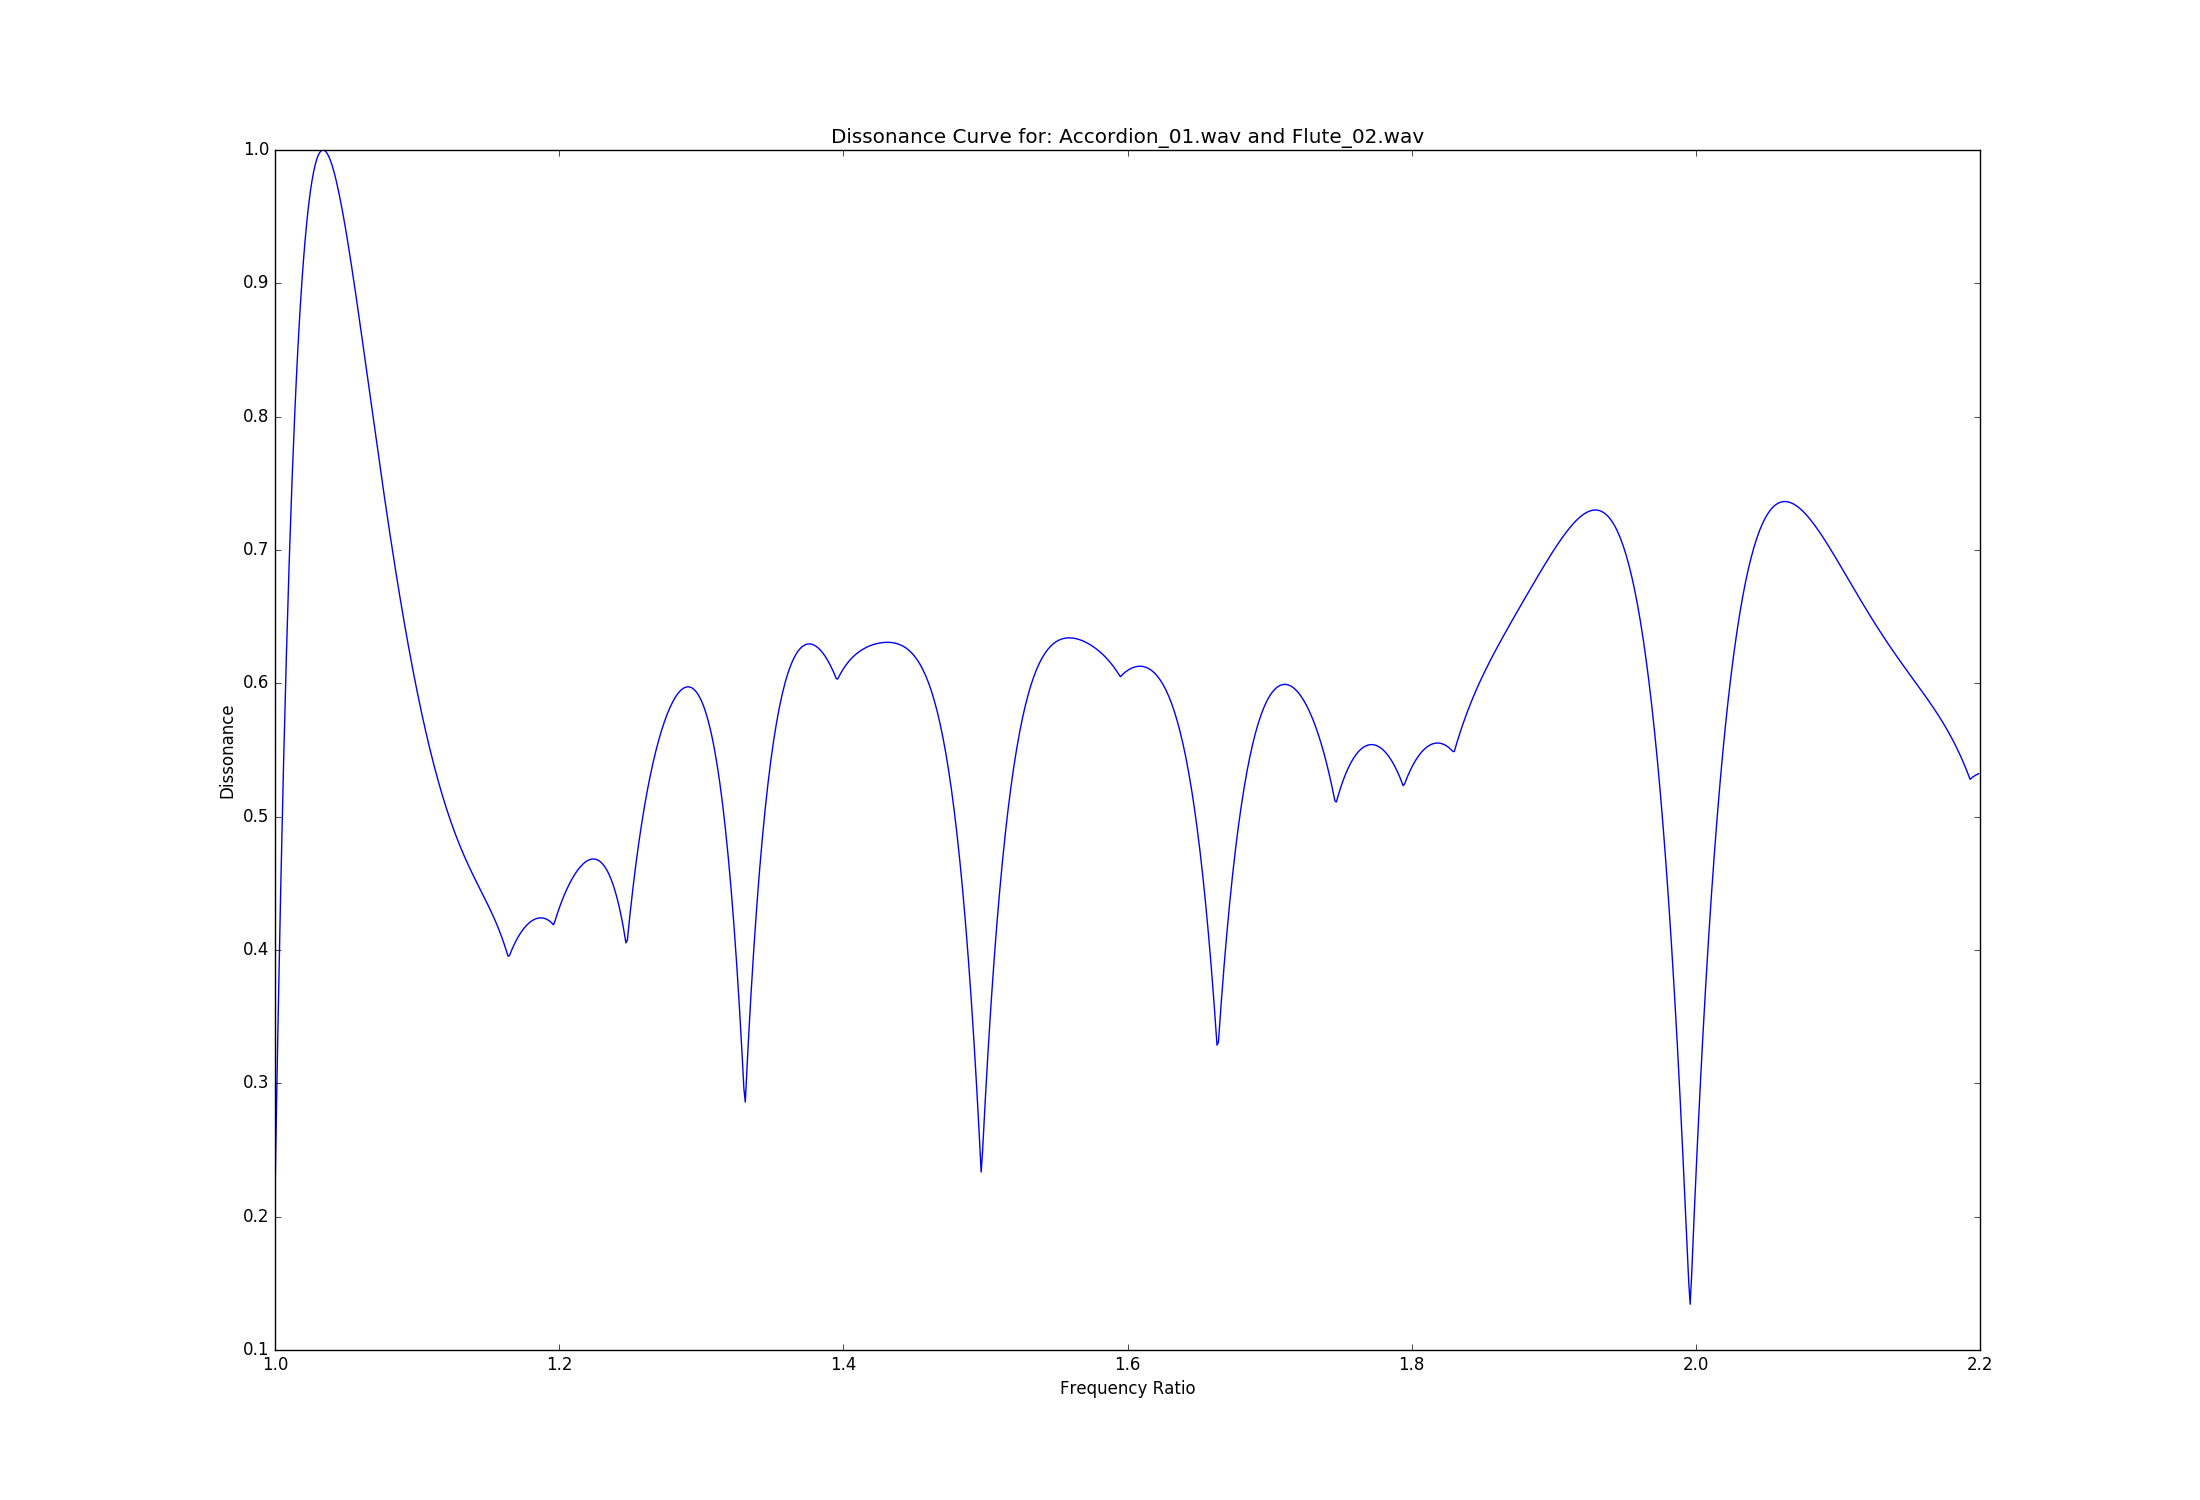 Dissonance Curve for: Accordion_01.wav and Flute_02.wav
1.0
0.9
0.8
0.7
0.6
0.5
0.4
0.3
0.2
0.1
Dissonance
1.0 1.2 1.4 1.6 1.8 2.0 2.2
Frequency Ratio